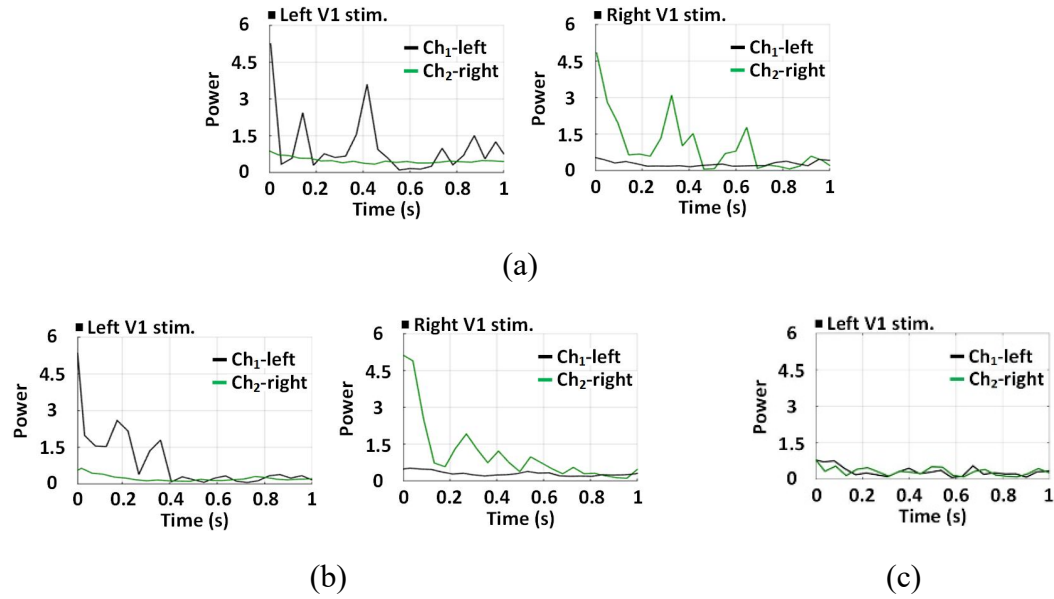 ■ Left V1 stim.
6
4.5
3
1.5
0
Power
Ch₁-left
Ch₂-right
0 0.2 0.4 0.6 0.8 1
Time (s)
■ Right V1 stim.
6
4.5
3
1.5
0
Power
Ch₁-left
Ch₂-right
0 0.2 0.4 0.6 0.8 1
Time (s)
(a)
■ Left V1 stim.
6
4.5
3
1.5
0
Power
Ch₁-left
Ch₂-right
0 0.2 0.4 0.6 0.8 1
Time (s)
■ Right V1 stim.
6
4.5
3
1.5
0
Power
Ch₁-left
Ch₂-right
0 0.2 0.4 0.6 0.8 1
Time (s)
(b)
■ Left V1 stim.
6
4.5
3
1.5
0
Power
Ch₁-left
Ch₂-right
0 0.2 0.4 0.6 0.8 1
Time (s)
(c)